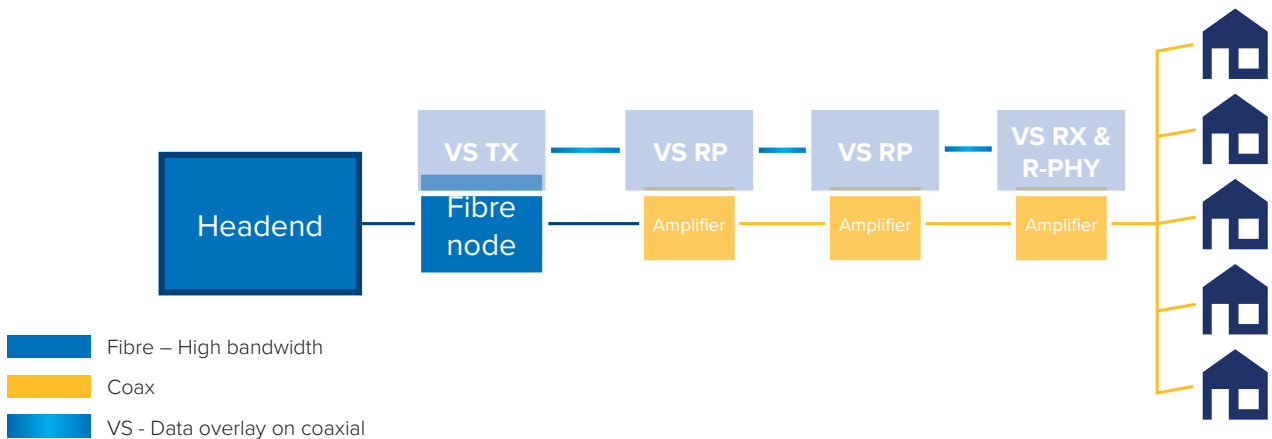 VS TX
VS RP
VS RP
VS RX &
R-PHY
Headend
Fibre
node
Amplifier
Amplifier
Amplifier
Fibre – High bandwidth
Coax
VS - Data overlay on coaxial